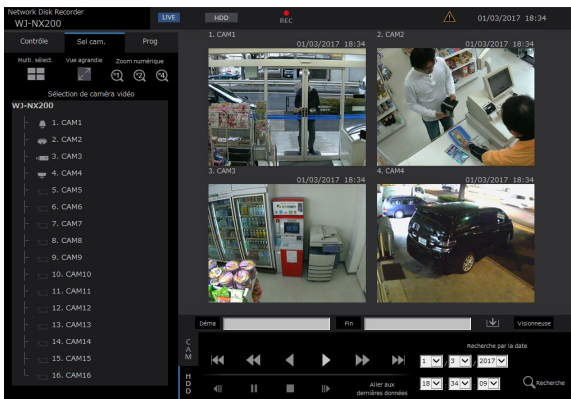 Network Disk Recorder
WJ-NX200
LIVE
HDD
REC
01/03/2017 18:34
Contrôle
Sel cam.
Prog
Multi. sélect.
Vue agrandie
Zoom numérique
x1
x2
x4
Sélection de caméra vidéo
WJ-NX200
1. CAM1
2. CAM2
3. CAM3
4. CAM4
5. CAM5
6. CAM6
7. CAM7
8. CAM8
9. CAM9
10. CAM10
11. CAM11
12. CAM12
13. CAM13
14. CAM14
15. CAM15
16. CAM16
1. CAM1
01/03/2017 18:34
2. CAM2
01/03/2017 18:34
3. CAM3
01/03/2017 18:34
4. CAM4
01/03/2017 18:34
Déma
Fin
Visionneuse
CAM
HDD
Aller aux
dernières données
Recherche par la date
1 / 3 / 2017
18 : 34 : 09
Recherche